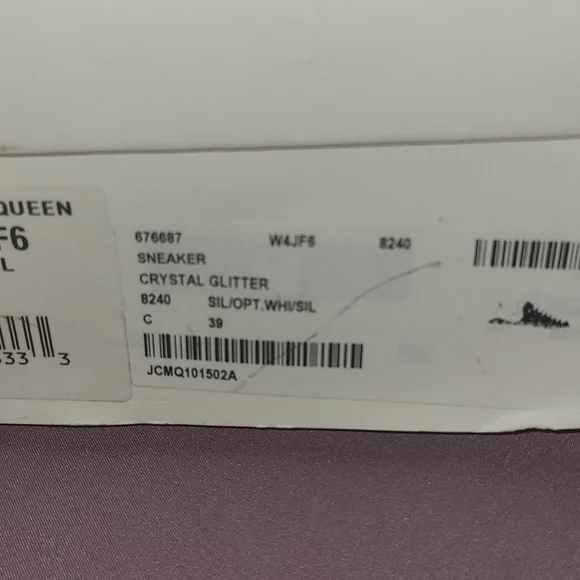 QUEEN
F6
L
33 3
676687 W4JF6 8240
SNEAKER
CRYSTAL GLITTER
8240 SIL/OPT.WHI/SIL
C 39
JCMQ101502A